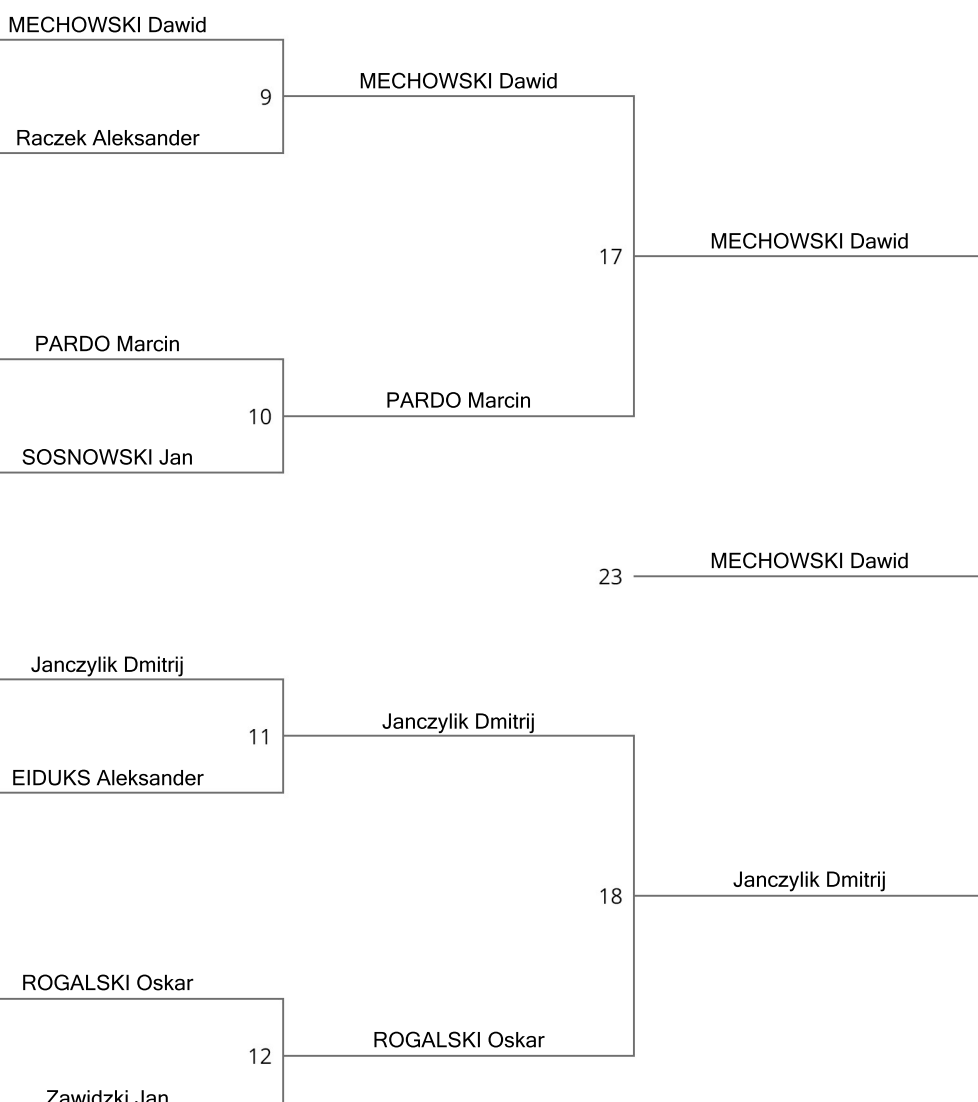 MECHOWSKI Dawid
MECHOWSKI Dawid
9
Raczek Aleksander
MECHOWSKI Dawid
17
PARDO Marcin
PARDO Marcin
10
SOSNOWSKI Jan
MECHOWSKI Dawid
23
Janczylik Dmitrij
Janczylik Dmitrij
11
EIDUKS Aleksander
Janczylik Dmitrij
18
ROGALSKI Oskar
ROGALSKI Oskar
12
Zawidzki Jan